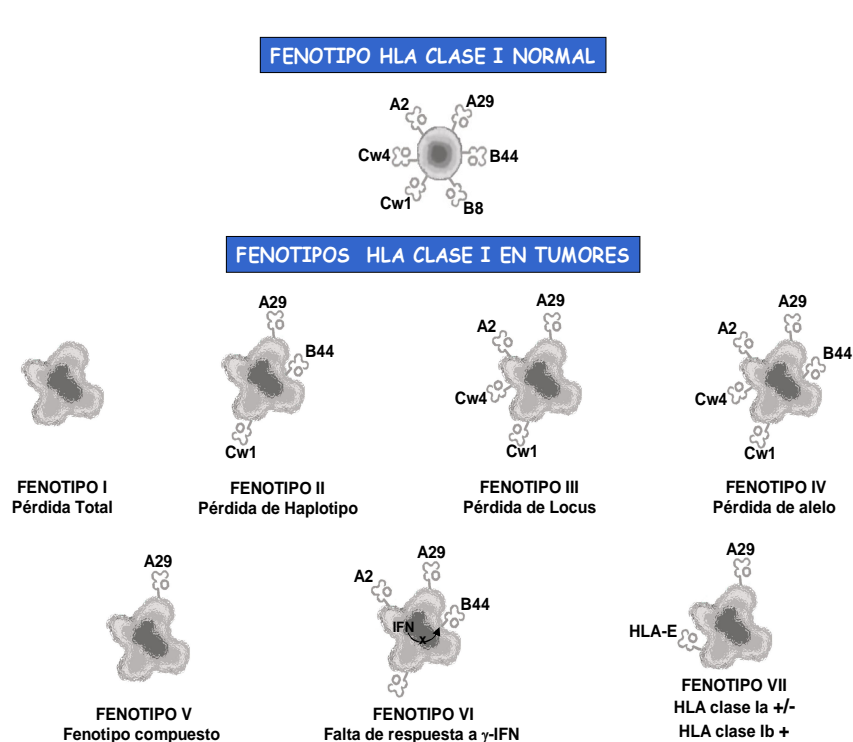 FENOTIPO HLA CLASE I NORMAL
A2
A29
Cw4
B44
Cw1
B8
FENOTIPOS HLA CLASE I EN TUMORES
A29
B44
Cw1
A29
A2
Cw4
Cw1
A29
A2
B44
Cw4
Cw1
FENOTIPO I
Pérdida Total
FENOTIPO II
Pérdida de Haplotipo
FENOTIPO III
Pérdida de Locus
FENOTIPO IV
Pérdida de alelo
A29
A29
A2
B44
IFN
x
A29
HLA-E
FENOTIPO V
Fenotipo compuesto
FENOTIPO VI
Falta de respuesta a γ-IFN
FENOTIPO VII
HLA clase Ia +/-
HLA clase Ib +